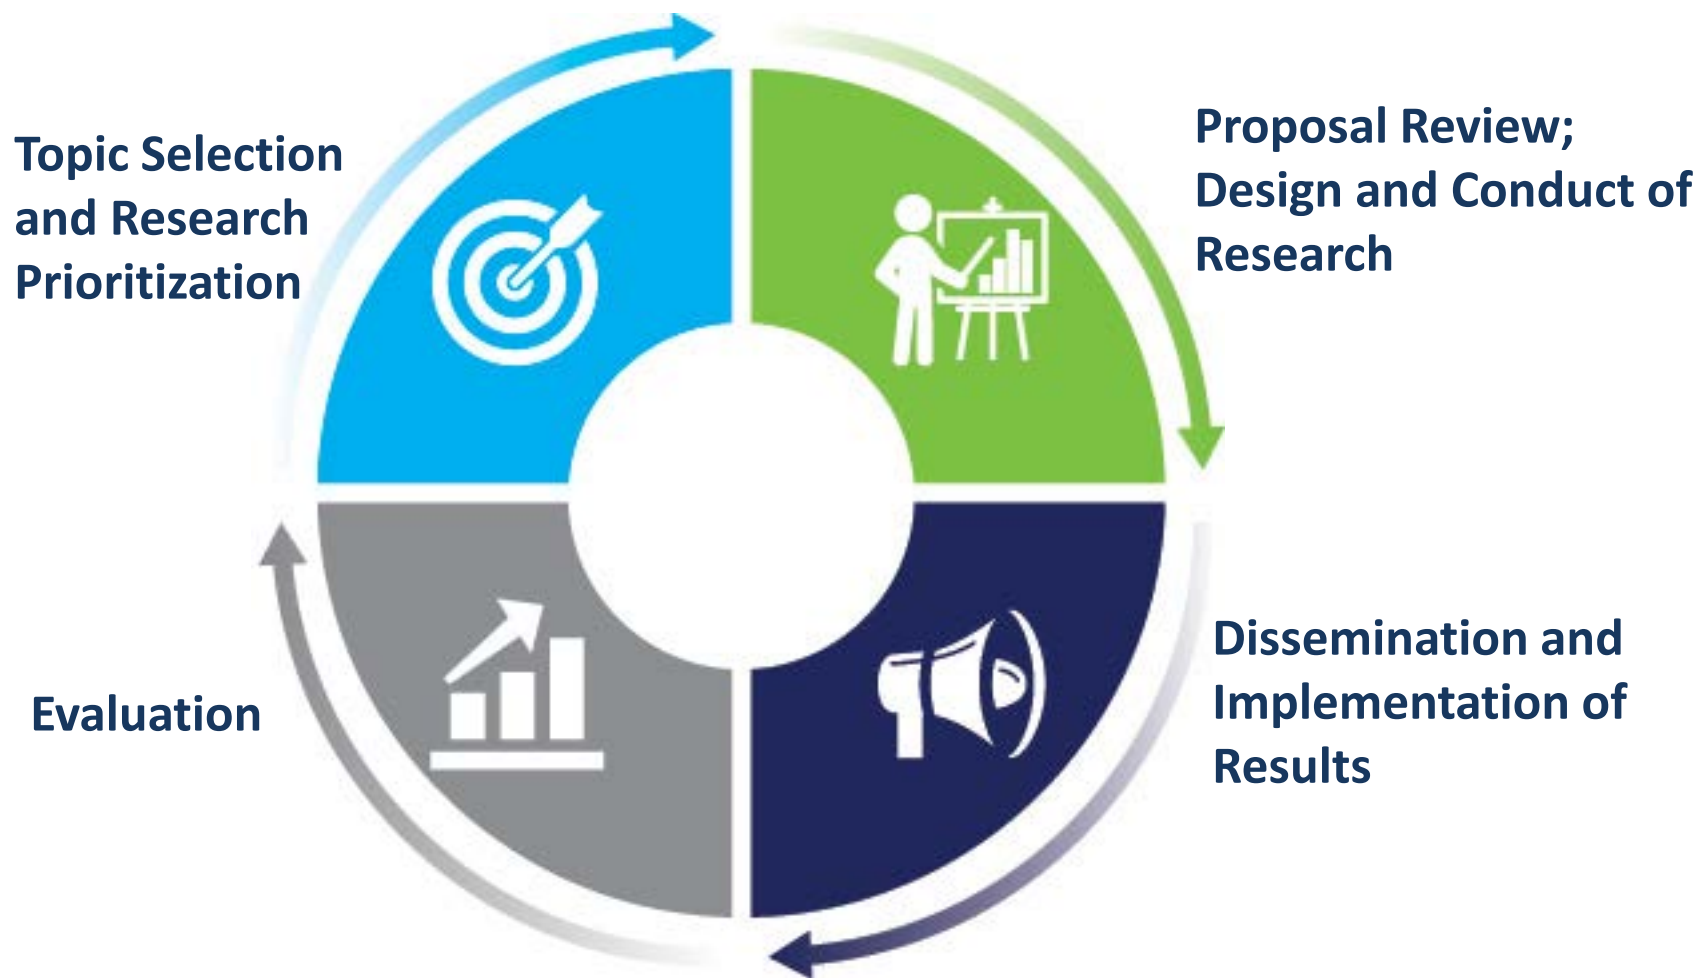 Topic Selection
and Research
Prioritization
Proposal Review;
Design and Conduct of
Research
Dissemination and
Implementation of
Results
Evaluation